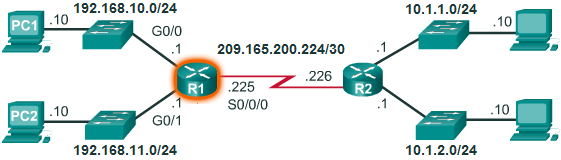 192.168.10.0/24
10.1.1.0/24
PC1
.10
G0/0
.10
.1
209.165.200.224/30
.1
R1
.225
.226
R2
S0/0/0
PC2
.10
.1
G0/1
.1
.10
192.168.11.0/24
10.1.2.0/24